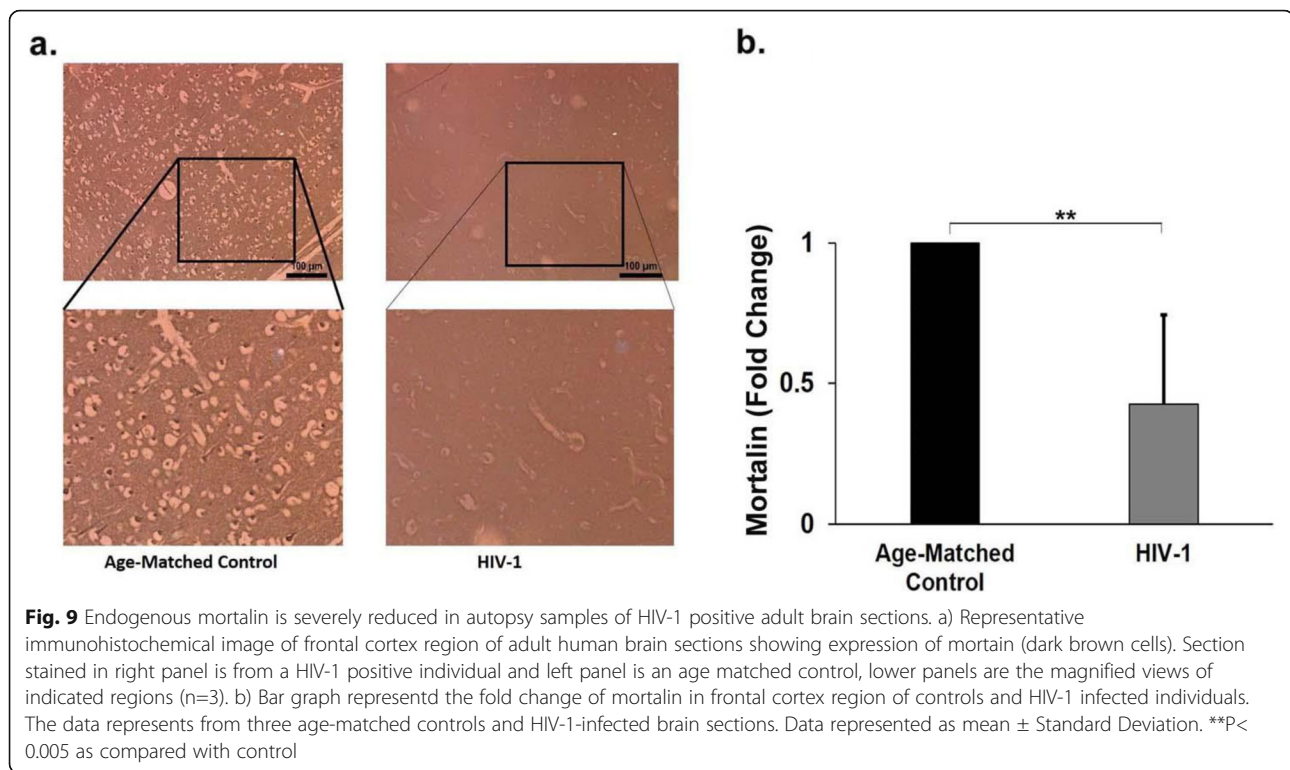 a.
b.
100 µm
100 µm
Age-Matched Control
HIV-1
**
Mortalin (Fold Change)
1
0.5
0
Age-Matched
Control
HIV-1
Fig. 9 Endogenous mortalin is severely reduced in autopsy samples of HIV-1 positive adult brain sections. a) Representative
immunohistochemical image of frontal cortex region of adult human brain sections showing expression of mortain (dark brown cells). Section
stained in right panel is from a HIV-1 positive individual and left panel is an age matched control, lower panels are the magnified views of
indicated regions (n=3). b) Bar graph representd the fold change of mortalin in frontal cortex region of controls and HIV-1 infected individuals.
The data represents from three age-matched controls and HIV-1-infected brain sections. Data represented as mean ± Standard Deviation. **P<
0.005 as compared with control